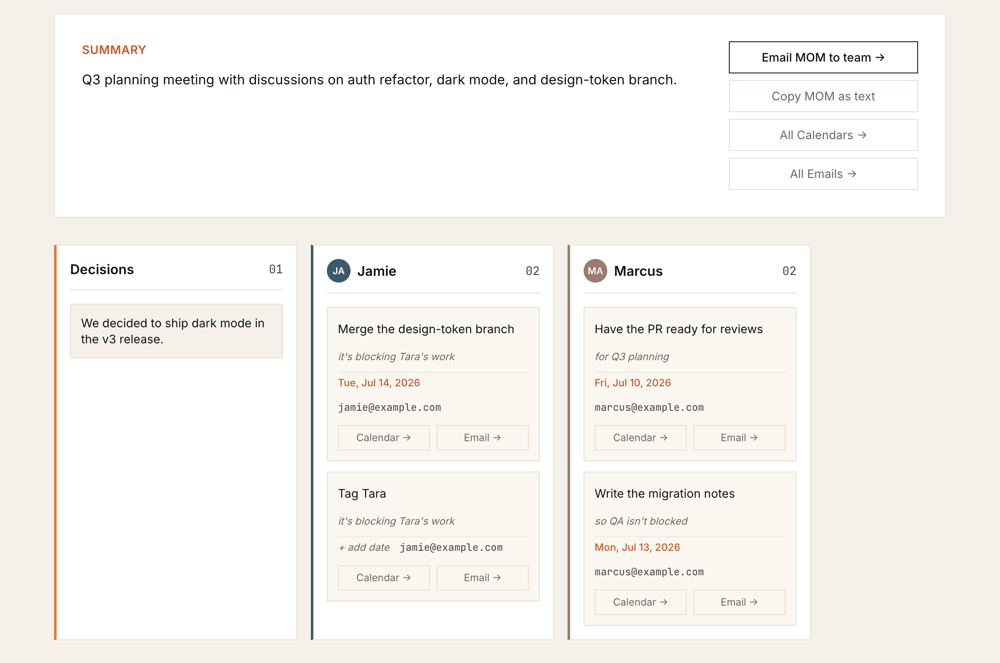 SUMMARY
Q3 planning meeting with discussions on auth refactor, dark mode, and design-token branch.
Email MOM to team →
Copy MOM as text
All Calendars →
All Emails →
Decisions 01
We decided to ship dark mode in
the v3 release.
JA Jamie 02
Merge the design-token branch
it's blocking Tara's work
Tue, Jul 14, 2026
jamie@example.com
Calendar → Email →
Tag Tara
it's blocking Tara's work
+ add date jamie@example.com
Calendar → Email →
MA Marcus 02
Have the PR ready for reviews
for Q3 planning
Fri, Jul 10, 2026
marcus@example.com
Calendar → Email →
Write the migration notes
so QA isn't blocked
Mon, Jul 13, 2026
marcus@example.com
Calendar → Email →